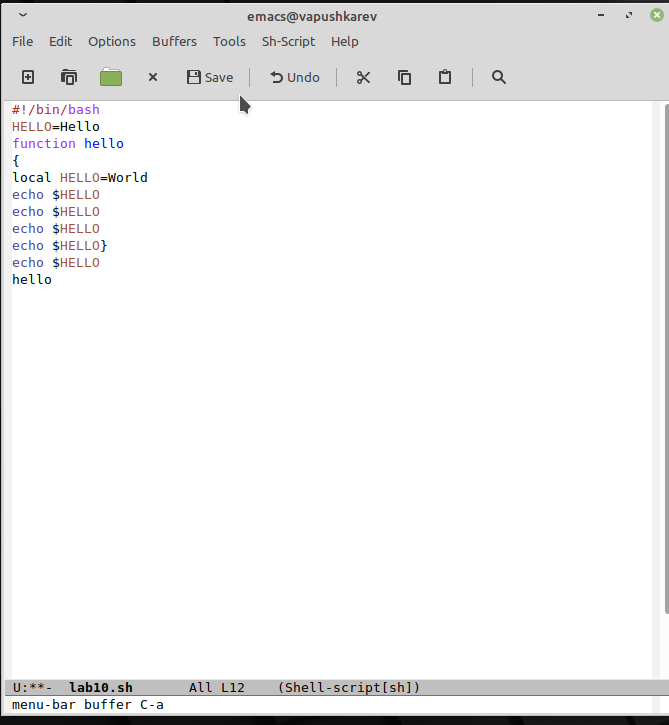 emacs@vapushkarev
File Edit Options Buffers Tools Sh-Script Help
Save Undo
#!/bin/bash
HELLO=Hello
function hello
{
local HELLO=World
echo $HELLO
echo $HELLO
echo $HELLO
echo $HELLO}
echo $HELLO
hello
U:**- lab10.sh All L12 (Shell-script[sh])
menu-bar buffer C-a